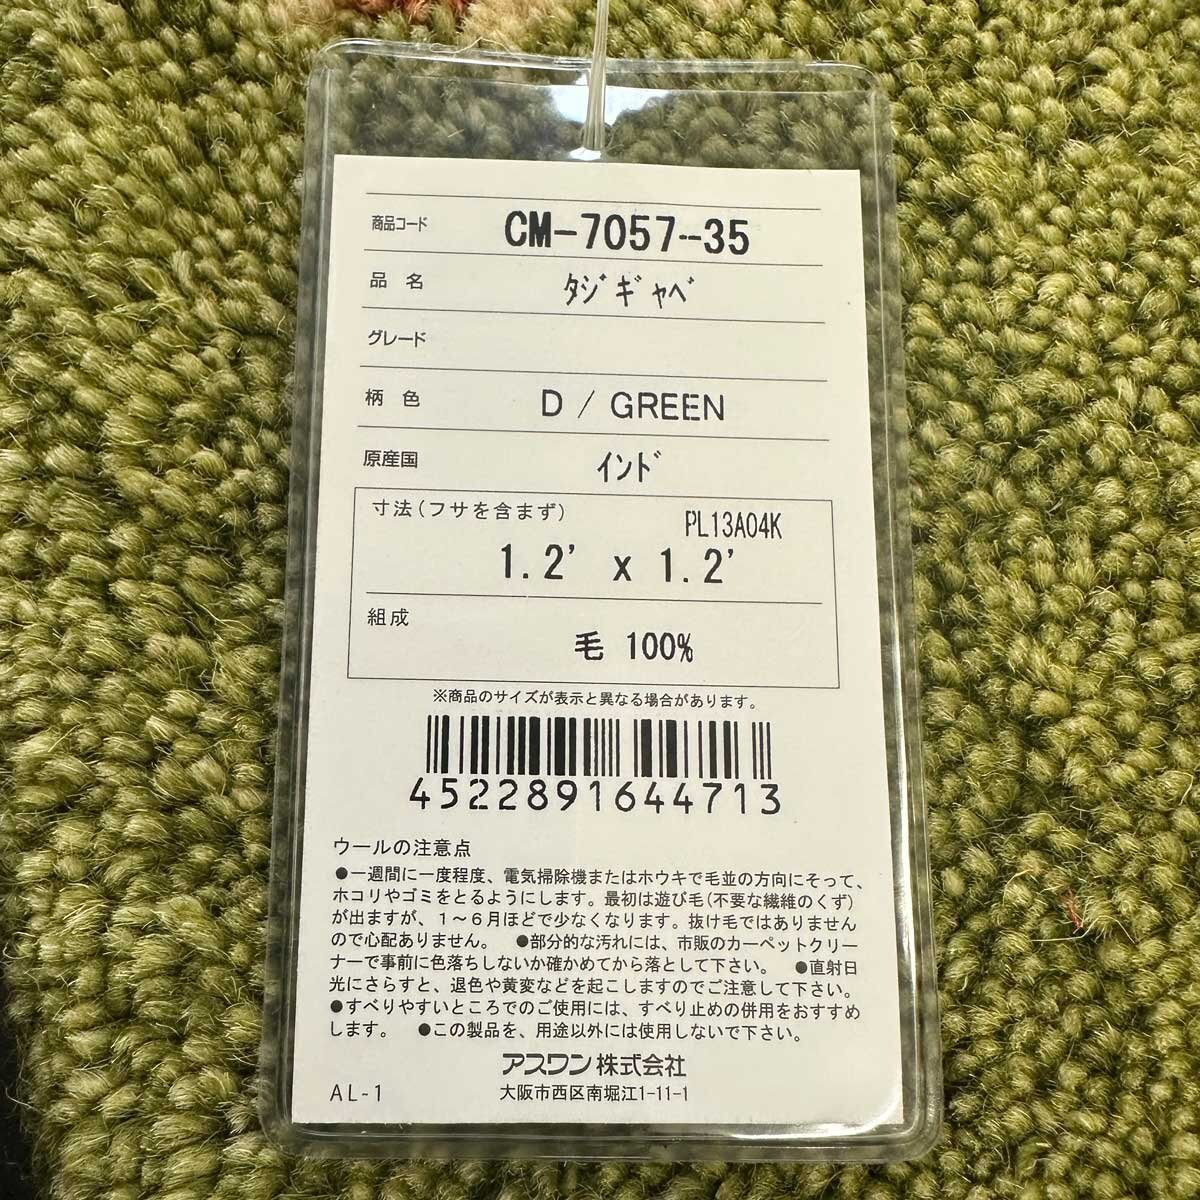 商品コード CM-7057-35
品 名 ﾀｼﾞｷﾞｬﾍﾞ
グレード
柄 色 D / GREEN
原産国 ｲﾝﾄﾞ
寸法(フサを含まず) PL13A04K
1.2' x 1.2'
組成
毛 100%
※商品のサイズが表示と異なる場合があります。
4522891644713
ウールの注意点
●一週間に一度程度、電気掃除機またはホウキで毛並の方向にそって、
ホコリやゴミをとるようにします。最初は遊び毛(不要な繊維のくず)
が出ますが、1～6月ほどで少なくなります。抜け毛ではありません
ので心配ありません。 ●部分的な汚れには、市販のカーペットクリー
ナーで事前に色落ちしないか確かめてから落として下さい。 ●直射日
光にさらすと、退色や黄変などを起こしますのでご注意して下さい。
●すべりやすいところでのご使用には、すべり止めの併用をおすすめ
します。 ●この製品を、用途以外には使用しないで下さい。
アスワン株式会社
AL-1 大阪市西区南堀江1-11-1